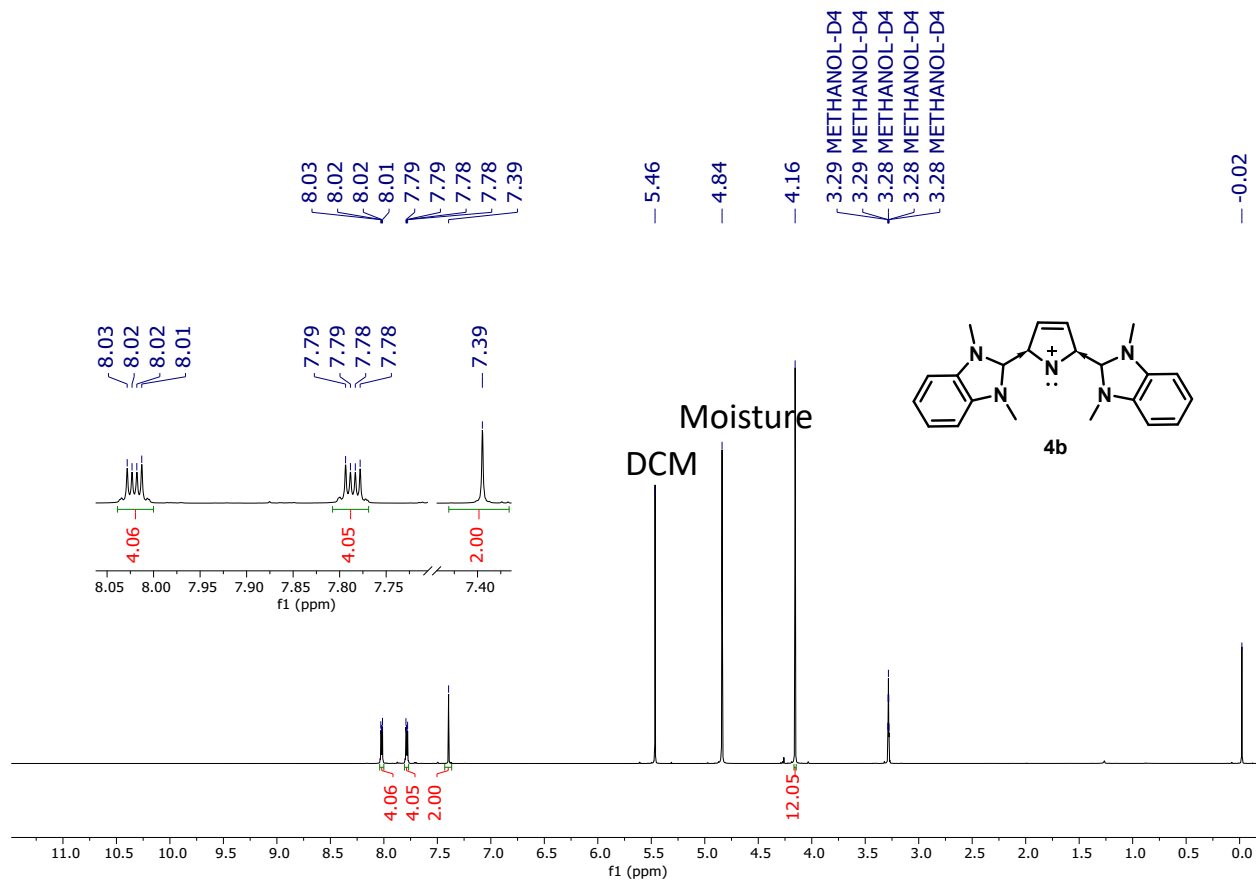 3.29 METHANOL-D4
3.29 METHANOL-D4
3.28 METHANOL-D4
3.28 METHANOL-D4
3.28 METHANOL-D4
8.03
8.02
8.02
8.01
7.79
7.79
7.78
7.78
7.39
5.46
4.84
4.16
-0.02
8.03
8.02
8.02
8.01
7.79
7.79
7.78
7.78
7.39
4.06
4.05
2.00
8.05 8.00 7.95 7.90 7.85 7.80 7.75 7.40
f1 (ppm)
DCM
Moisture
N
N
+
N
..
N
N
4b
4.06
4.05
2.00
12.05
11.0 10.5 10.0 9.5 9.0 8.5 8.0 7.5 7.0 6.5 6.0 5.5 5.0 4.5 4.0 3.5 3.0 2.5 2.0 1.5 1.0 0.5 0.0
f1 (ppm)